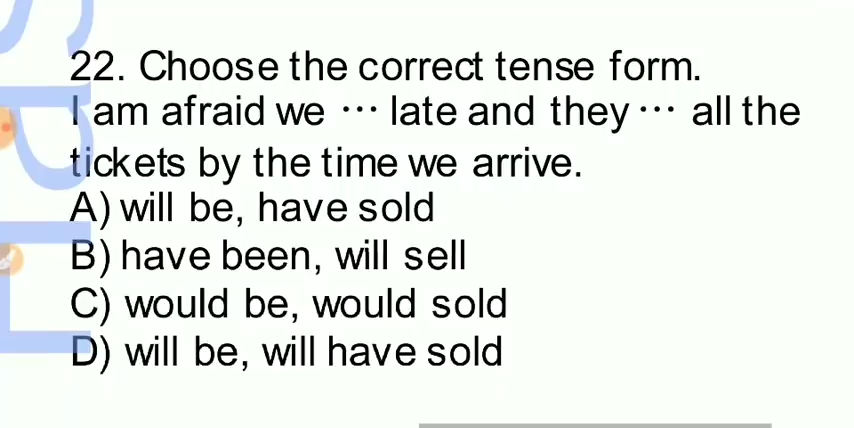 22. Choose the correct tense form.
I am afraid we ··· late and they ··· all the
tickets by the time we arrive.
A) will be, have sold
B) have been, will sell
C) would be, would sold
D) will be, will have sold